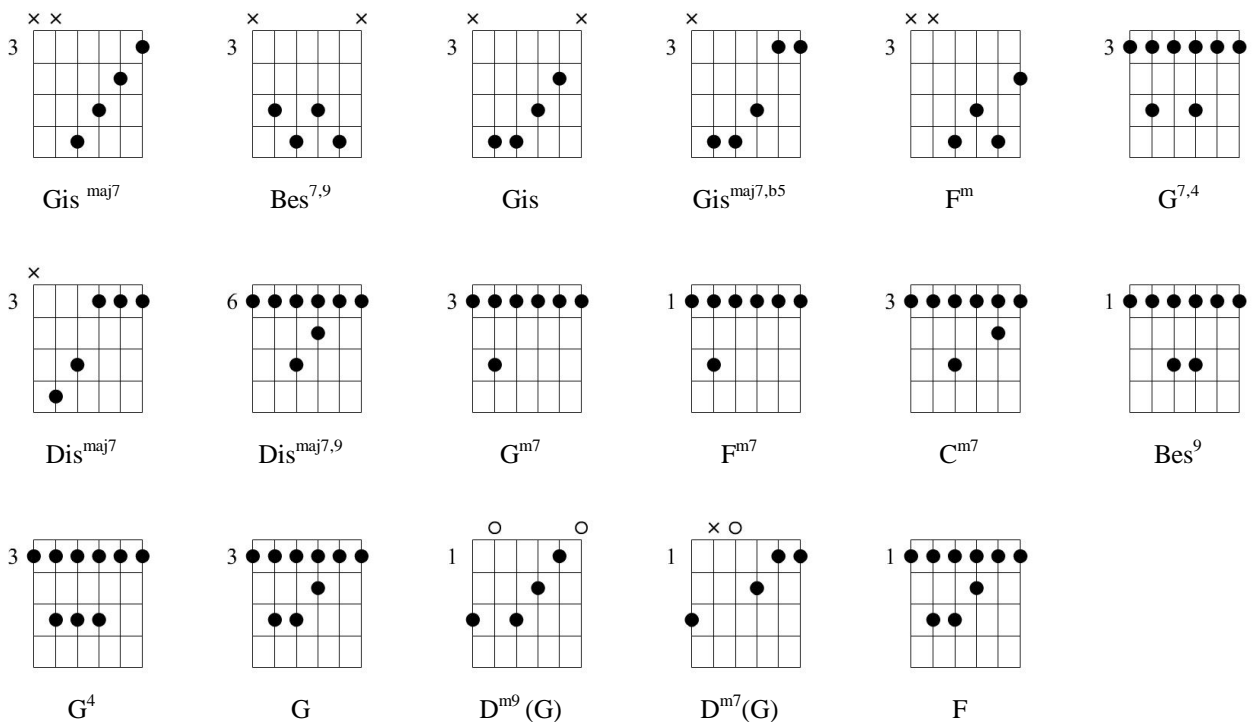 × × × × × × × × ×
3 3 3 3 3 3
Gis maj7 Bes7,9 Gis Gismaj7,b5 Fm G7,4
×
3 6 3 1 3 1
Dismaj7 Dismaj7,9 Gm7 Fm7 Cm7 Bes9
○ ○ × ○
3 3 1 1 1
G4 G Dm9 (G) Dm7(G) F